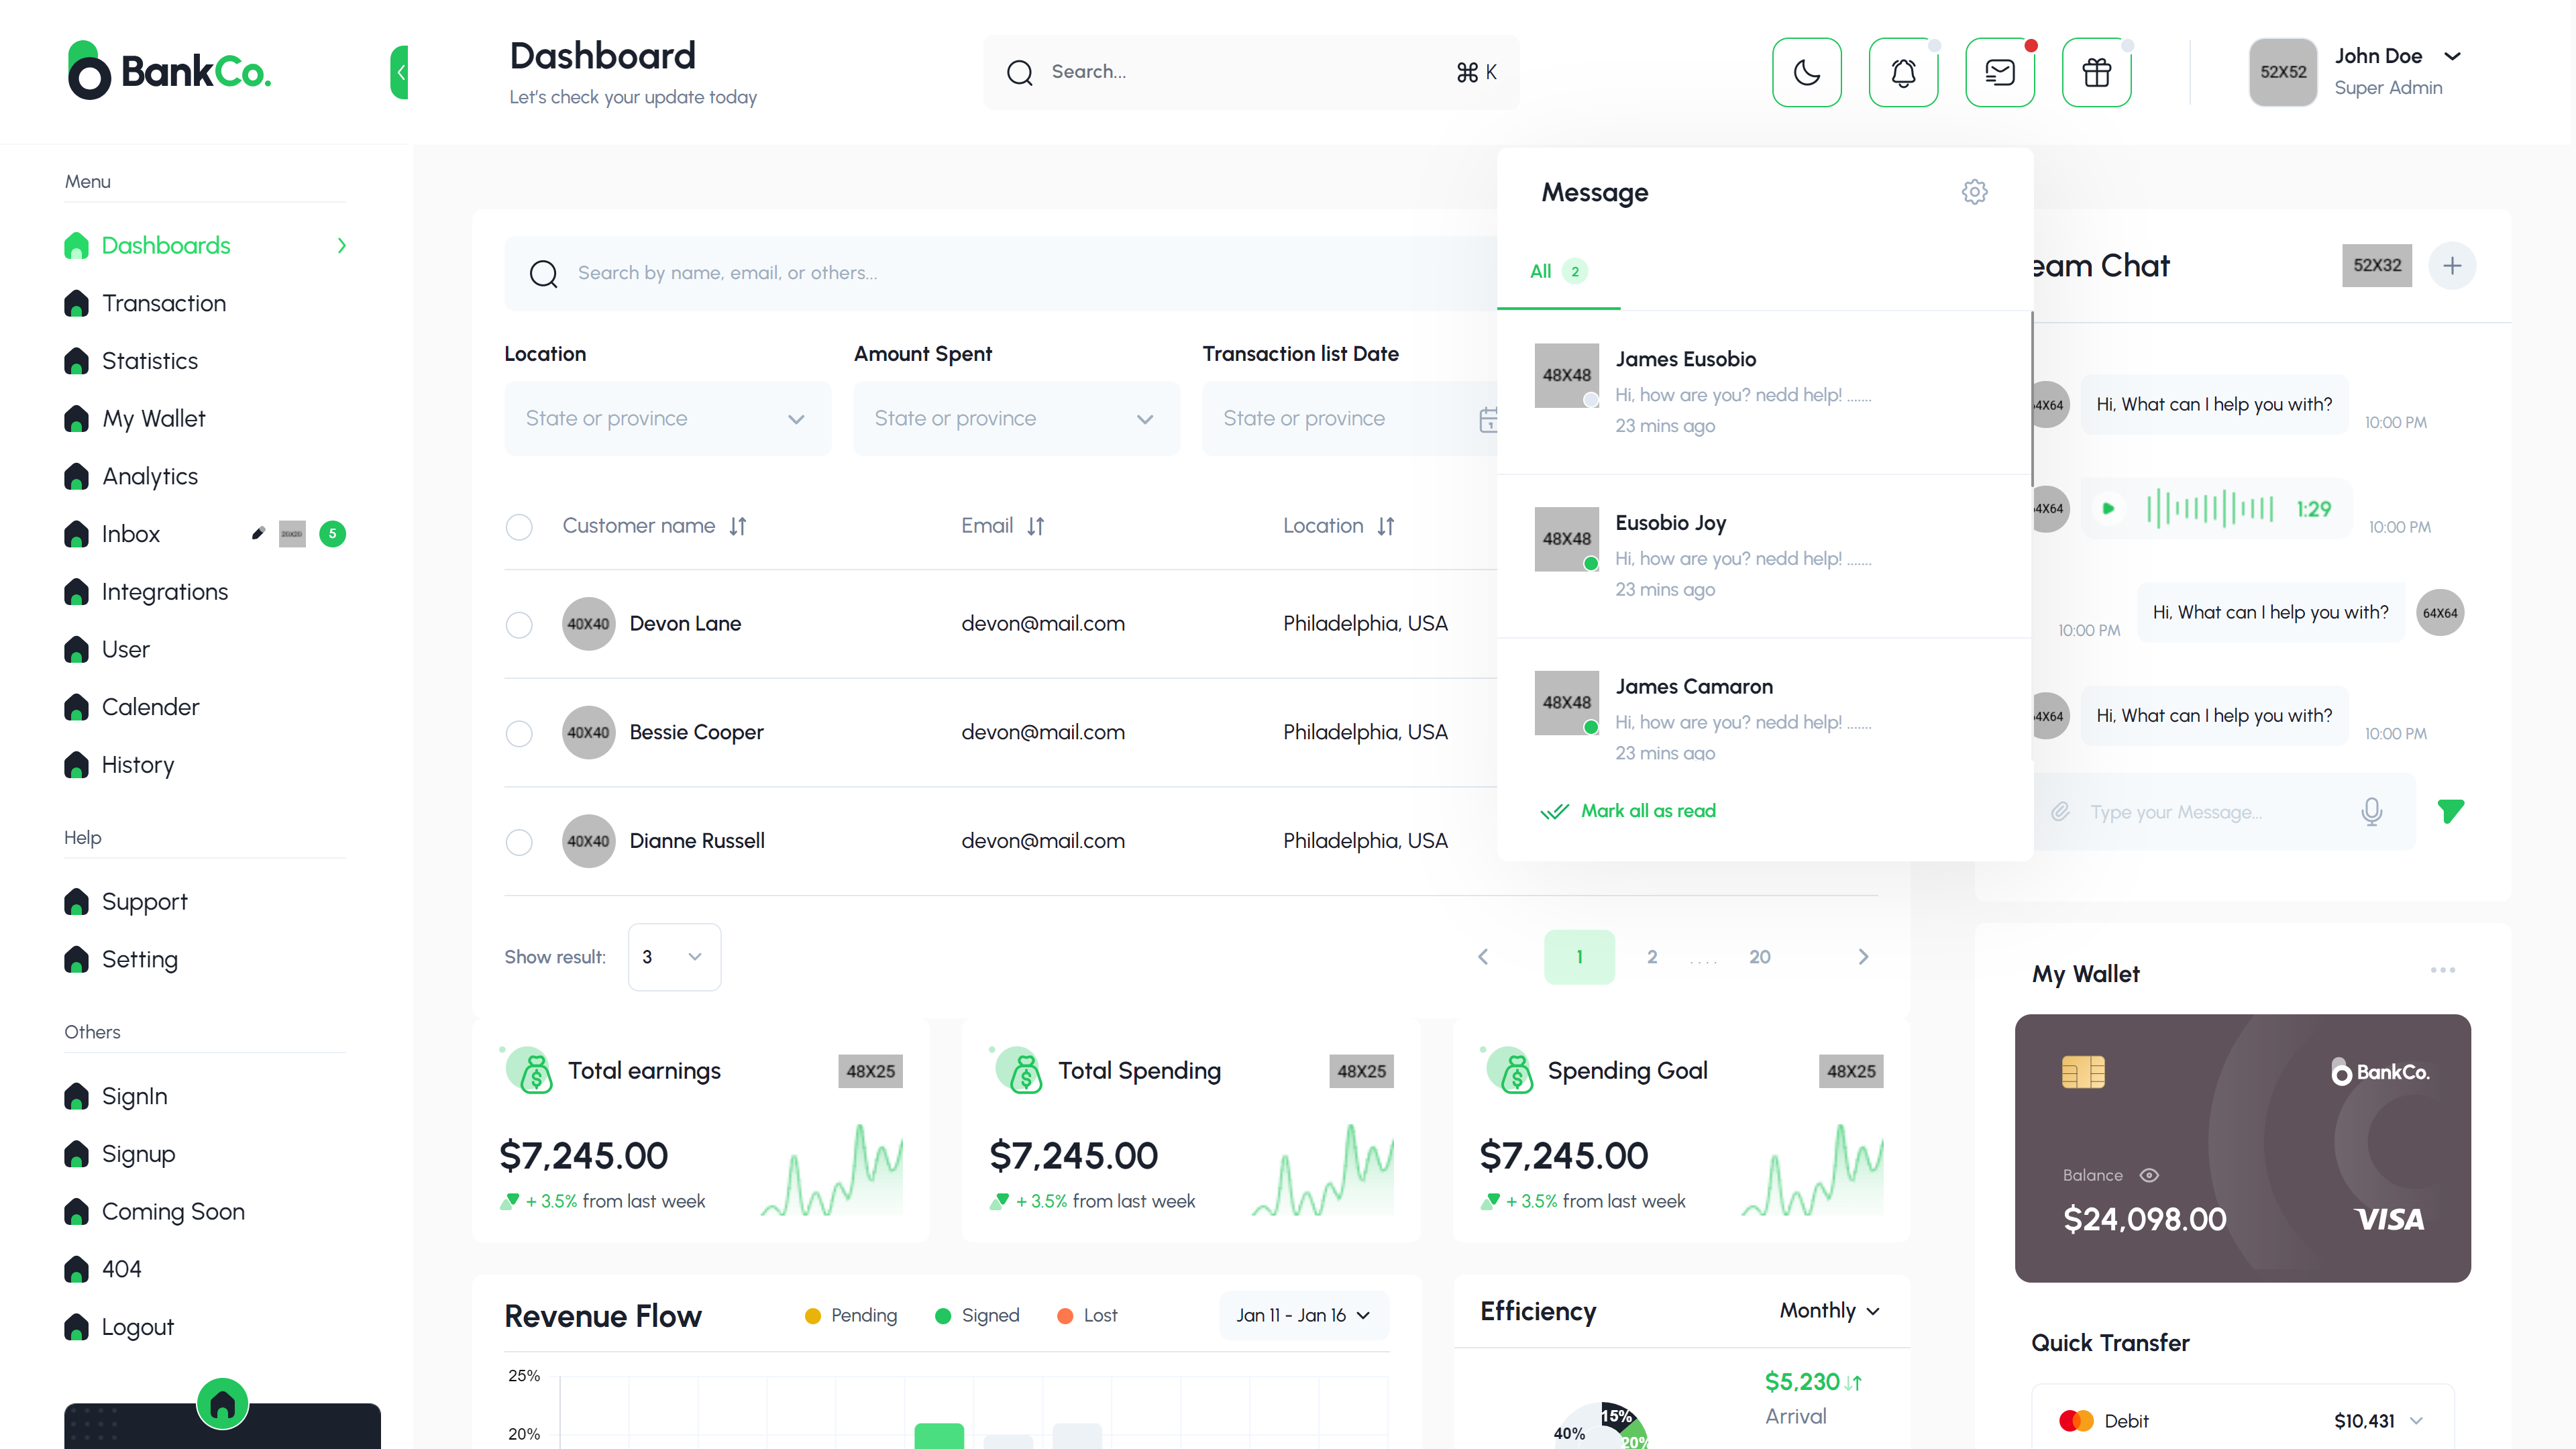 BankCo.
Dashboard
Let's check your update today
Search...
⌘ K
52X52
John Doe
Super Admin
Menu
Dashboards
Transaction
Statistics
My Wallet
Analytics
Inbox
20x20
5
Integrations
User
Calender
History
Help
Support
Setting
Others
SignIn
Signup
Coming Soon
404
Logout
Search by name, email, or others...
Location
Amount Spent
Transaction list Date
State or province
State or province
State or province
Customer name
Email
Location
40X40
Devon Lane
devon@mail.com
Philadelphia, USA
40X40
Bessie Cooper
devon@mail.com
Philadelphia, USA
40X40
Dianne Russell
devon@mail.com
Philadelphia, USA
Show result:
3
1
2
....
20
Message
All
2
48X48
James Eusobio
Hi, how are you? nedd help! .......
23 mins ago
48X48
Eusobio Joy
Hi, how are you? nedd help! .......
23 mins ago
48X48
James Camaron
Hi, how are you? nedd help! .......
23 mins ago
Mark all as read
eam Chat
52X32
4X64
Hi, What can I help you with?
10:00 PM
4X64
1:29
10:00 PM
10:00 PM
Hi, What can I help you with?
64X64
4X64
Hi, What can I help you with?
10:00 PM
Type your Message...
Total earnings
48X25
$7,245.00
+ 3.5% from last week
Total Spending
48X25
$7,245.00
+ 3.5% from last week
Spending Goal
48X25
$7,245.00
+ 3.5% from last week
My Wallet
BankCo.
Balance
$24,098.00
VISA
Revenue Flow
Pending
Signed
Lost
Jan 11 - Jan 16
25%
20%
Efficiency
Monthly
15%
40%
20%
$5,230
Arrival
Quick Transfer
Debit
$10,431